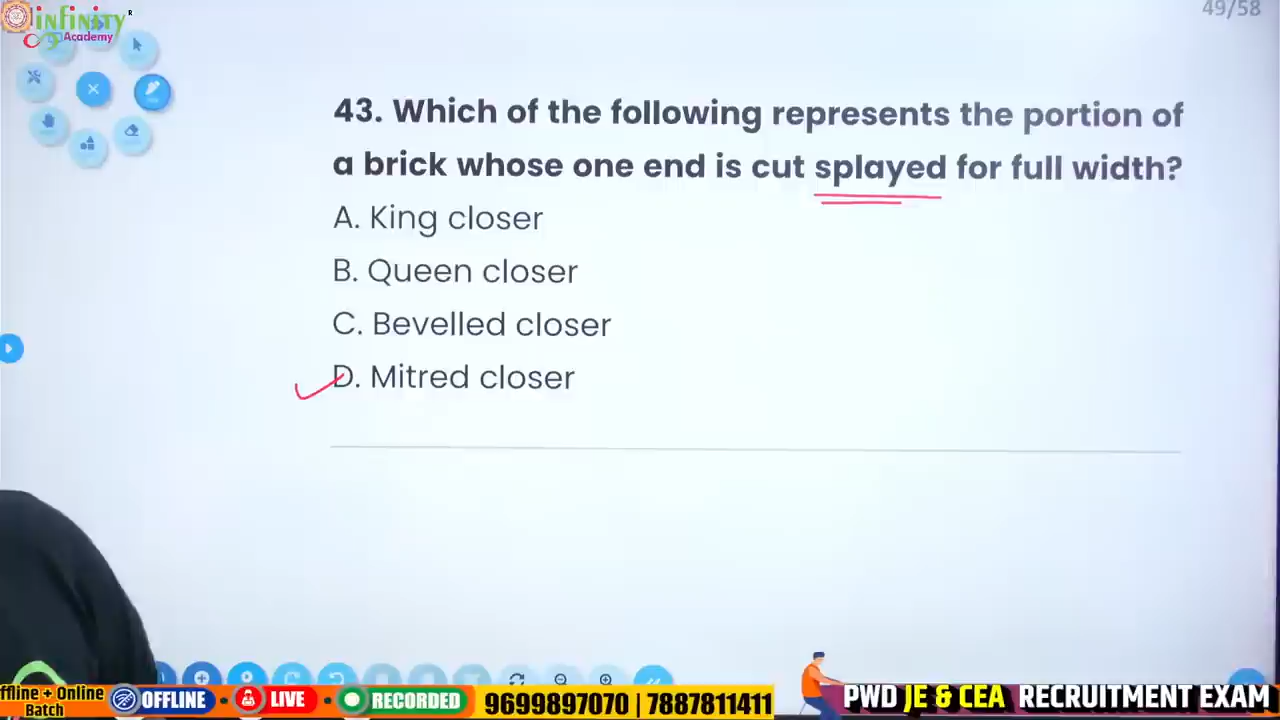 infinity
Academy
49/58
43. Which of the following represents the portion of
a brick whose one end is cut splayed for full width?
A. King closer
B. Queen closer
C. Bevelled closer
D. Mitred closer
ffline + Online
Batch
OFFLINE
LIVE
RECORDED
9699897070 | 7887811411
PWD JE & CEA RECRUITMENT EXAM